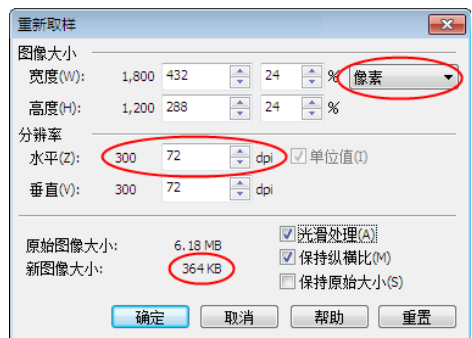 重新取样
图像大小
宽度(W): 1,800 432 24 % 像素
高度(H): 1,200 288 24 %
分辨率
水平(Z): 300 72 dpi 单位值(I)
垂直(V): 300 72 dpi
原始图像大小: 6.18 MB 光滑处理(A)
新图像大小: 364 KB 保持纵横比(M)
保持原始大小(S)
确定 取消 帮助 重置